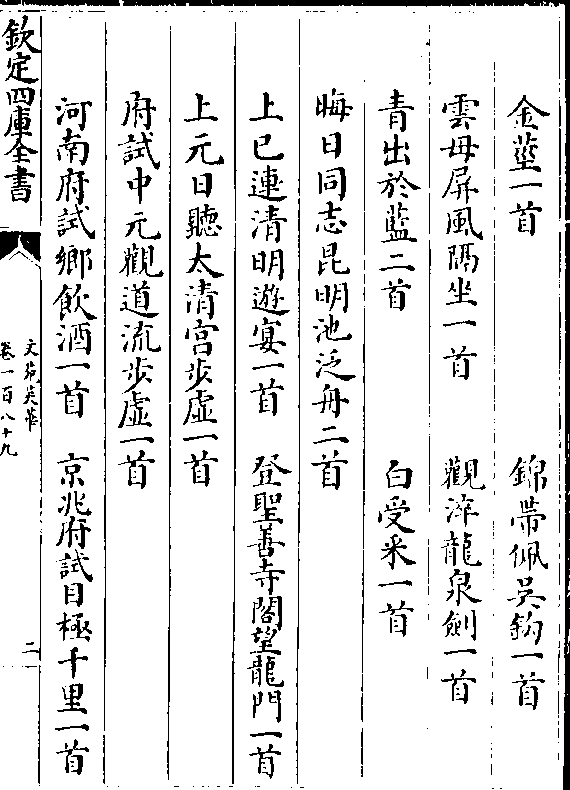 金莖一首　錦帶佩吳鈎一首
雲母屏風隔坐一首　觀淬龍泉劍一首
青出於藍二首　白受采一首
晦日同志昆明池泛舟二首
上巳連清明遊宴一首　登聖善寺閣望龍門一首
上元日聽太清宮步虛一首
府試中元觀道流步虛一首
河南府試鄉飲酒一首　京兆府試目極千里一首
欽定四庫全書
文苑英華
卷一百八十九
二